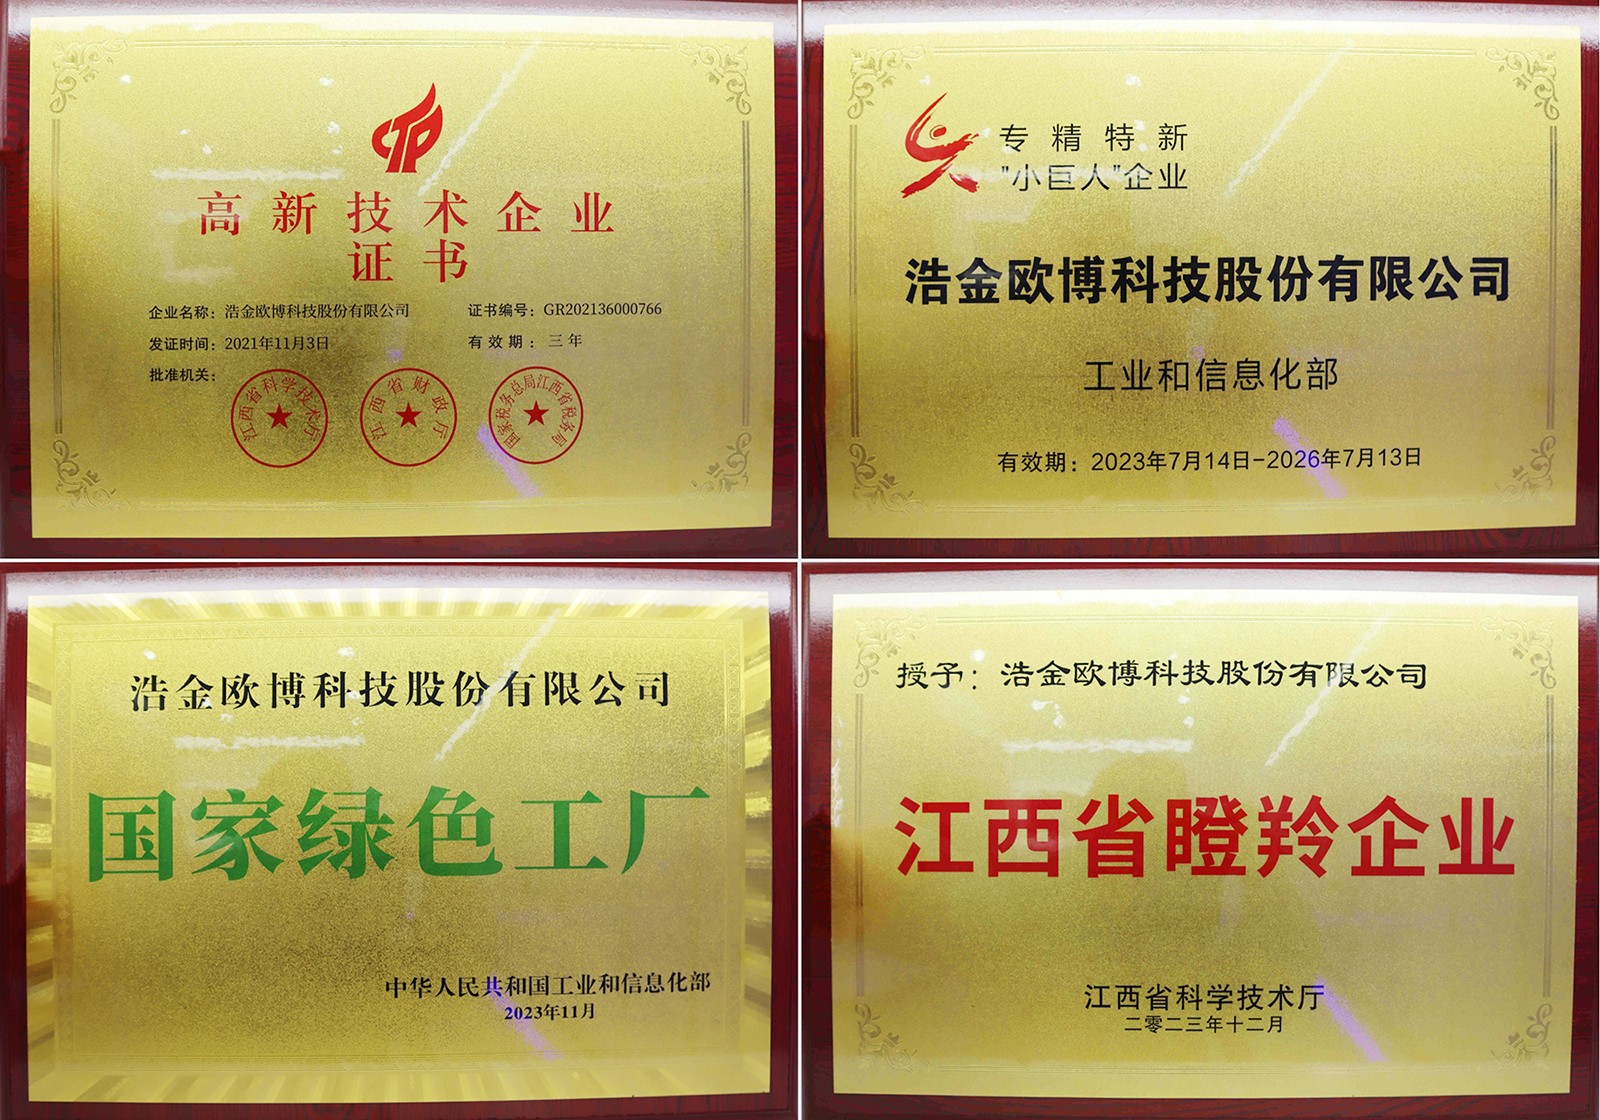 高新技术企业
证书
企业名称：浩金欧博科技股份有限公司 证书编号：GR202136000766
发证时间：2021年11月3日 有效期：三年
批准机关：
江西省科学技术厅
江西省财政厅
国家税务总局江西省税务局
专精特新
"小巨人"企业
浩金欧博科技股份有限公司
工业和信息化部
有效期：2023年7月14日-2026年7月13日
浩金欧博科技股份有限公司
国家绿色工厂
中华人民共和国工业和信息化部
2023年11月
授予：浩金欧博科技股份有限公司
江西省瞪羚企业
江西省科学技术厅
二零二三年十二月